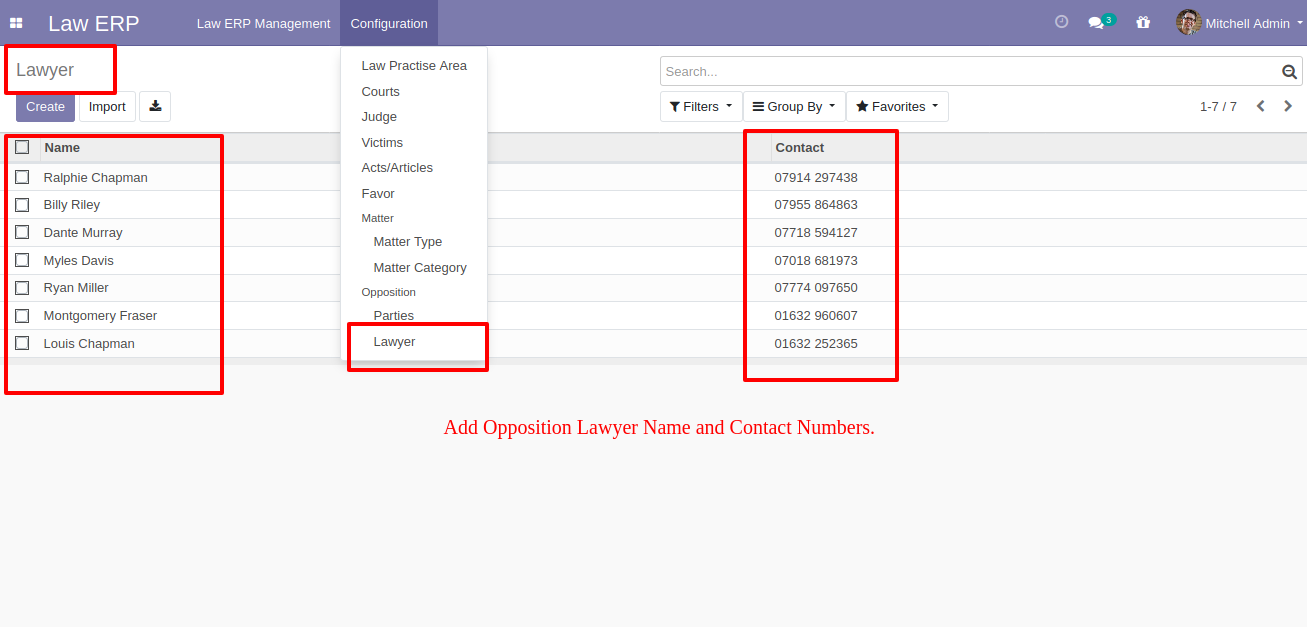 Law ERP Law ERP Management Configuration 3 Mitchell Admin
Lawyer
Search...
Create Import
Filters Group By Favorites 1-7 / 7
Law Practise Area
Courts
Judge
Victims
Acts/Articles
Favor
Matter
Matter Type
Matter Category
Opposition
Parties
Lawyer
Name Contact
Ralphie Chapman 07914 297438
Billy Riley 07955 864863
Dante Murray 07718 594127
Myles Davis 07018 681973
Ryan Miller 07774 097650
Montgomery Fraser 01632 960607
Louis Chapman 01632 252365
Add Opposition Lawyer Name and Contact Numbers.